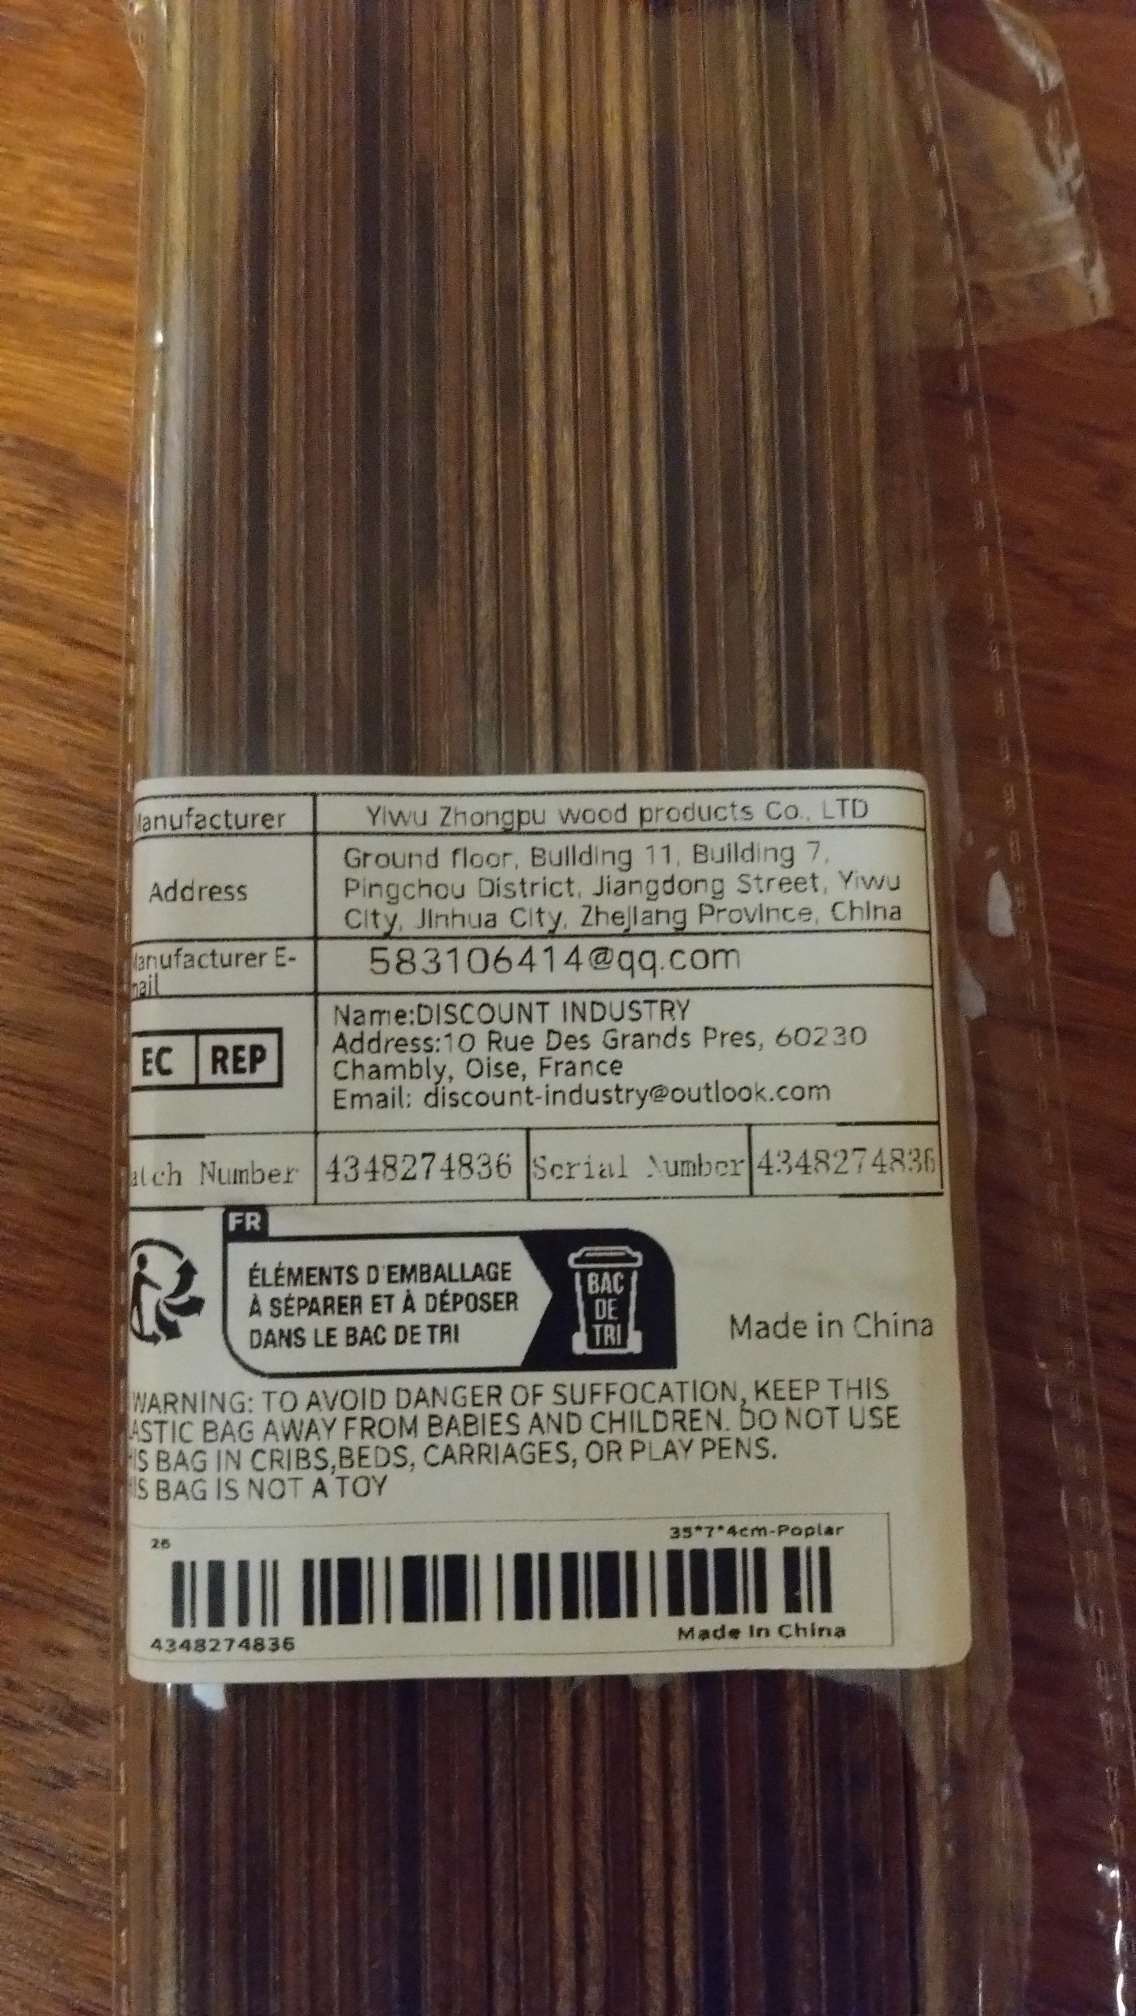 anufacturer Yiwu Zhongpu wood products Co., LTD
Address
Ground floor, Building 11, Building 7,
Pingchou District, Jiangdong Street, Yiwu
City, Jinhua City, Zhejiang Province, China
anufacturer E-
mail
583106414@qq.com
EC REP
Name:DISCOUNT INDUSTRY
Address:10 Rue Des Grands Pres, 60230
Chambly, Oise, France
Email: discount-industry@outlook.com
atch Number 4348274836 Serial Number 4348274836
FR
ÉLÉMENTS D'EMBALLAGE
À SÉPARER ET À DÉPOSER
DANS LE BAC DE TRI
BAC
DE
TRI
Made in China
WARNING: TO AVOID DANGER OF SUFFOCATION, KEEP THIS
ASTIC BAG AWAY FROM BABIES AND CHILDREN. DO NOT USE
IS BAG IN CRIBS,BEDS, CARRIAGES, OR PLAY PENS.
IS BAG IS NOT A TOY
26 35*7*4cm-Poplar
4348274836 Made In China